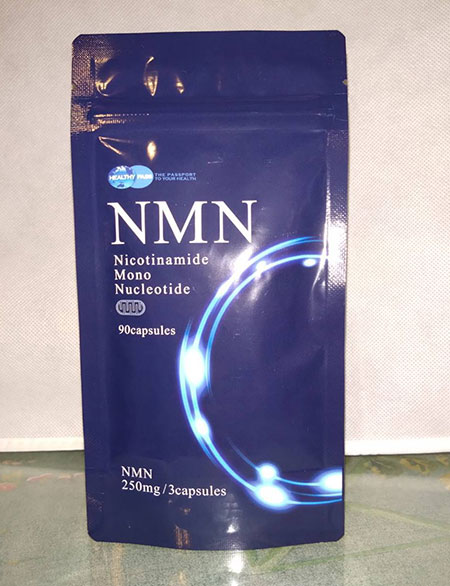 HEALTHY PASS
THE PASSPORT
TO YOUR HEALTH.
NMN
Nicotinamide
Mono
Nucleotide
90capsules
NMN
250mg/3capsules